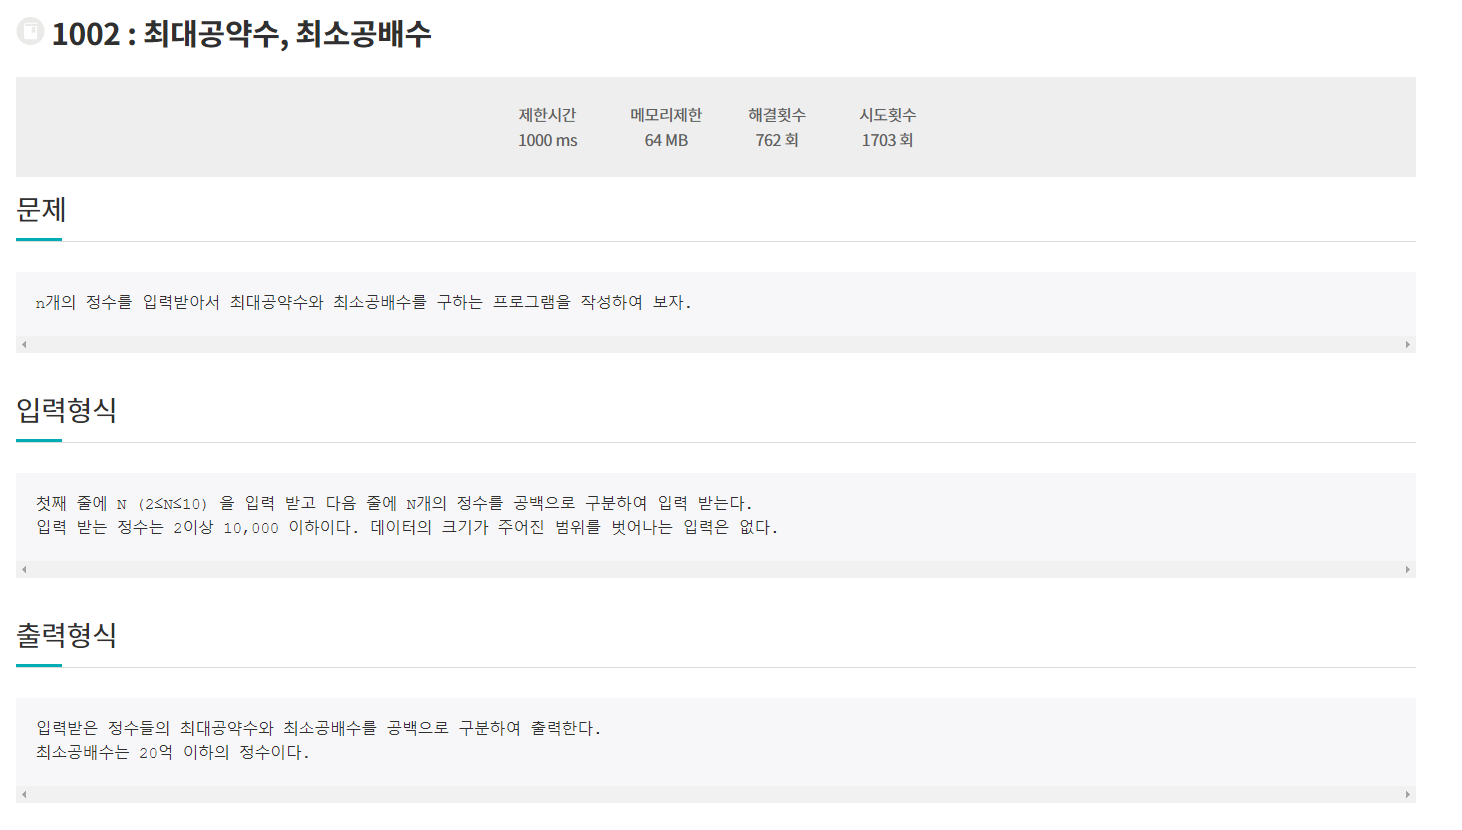 1002 : 최대공약수, 최소공배수
제한시간 메모리제한 해결횟수 시도횟수
1000 ms 64 MB 762 회 1703 회
문제
n개의 정수를 입력받아서 최대공약수와 최소공배수를 구하는 프로그램을 작성하여 보자.
입력형식
첫째 줄에 N (2≤N≤10) 을 입력 받고 다음 줄에 N개의 정수를 공백으로 구분하여 입력 받는다.
입력 받는 정수는 2이상 10,000 이하이다. 데이터의 크기가 주어진 범위를 벗어나는 입력은 없다.
출력형식
입력받은 정수들의 최대공약수와 최소공배수를 공백으로 구분하여 출력한다.
최소공배수는 20억 이하의 정수이다.